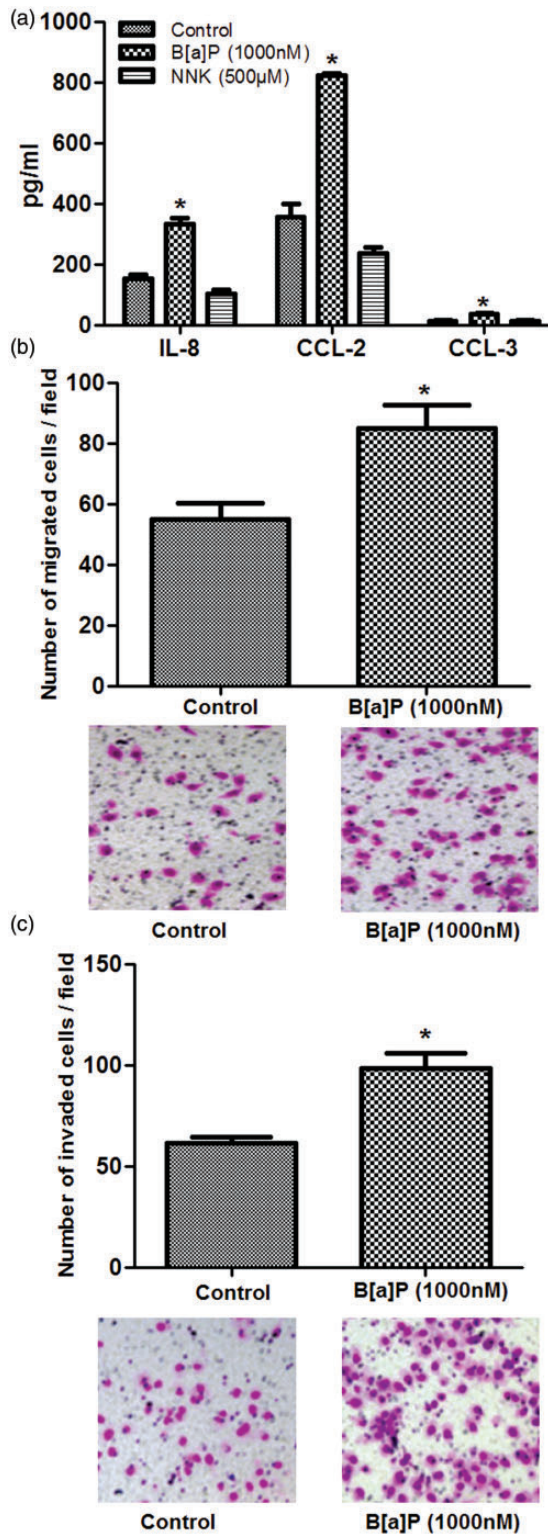 (a)
1000
800
600
400
200
0
pg/ml
Control
B[a]P (1000nM)
NNK (500µM)
*
*
*
IL-8 CCL-2 CCL-3
(b)
100
80
60
40
20
0
Number of migrated cells / field
*
Control B[a]P (1000nM)
Control B[a]P (1000nM)
(c)
150
100
50
0
Number of invaded cells / field
*
Control B[a]P (1000nM)
Control B[a]P (1000nM)